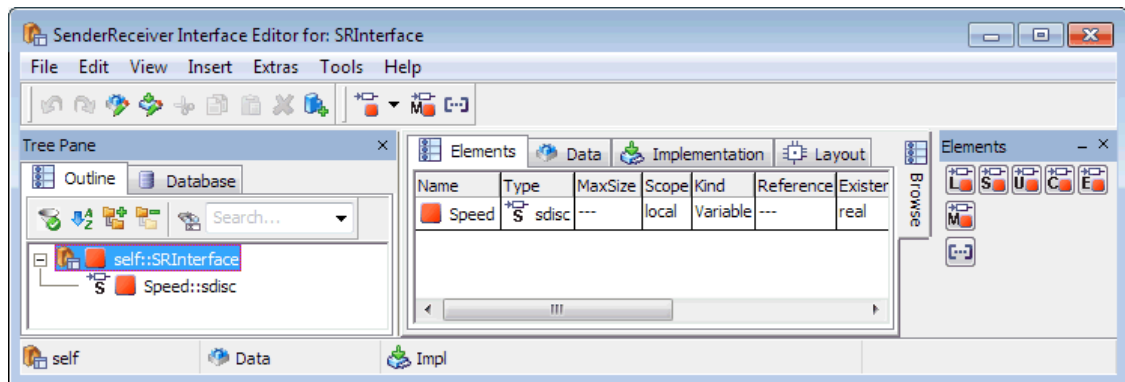 SenderReceiver Interface Editor for: SRInterface
File Edit View Insert Extras Tools Help
M
Tree Pane
Outline Database
Search...
self::SRInterface
S Speed::sdisc
Elements Data Implementation Layout
Name Type MaxSize Scope Kind Reference Exister
Speed S sdisc --- local Variable --- real
Browse
Elements
L S U C E
M
self Data Impl